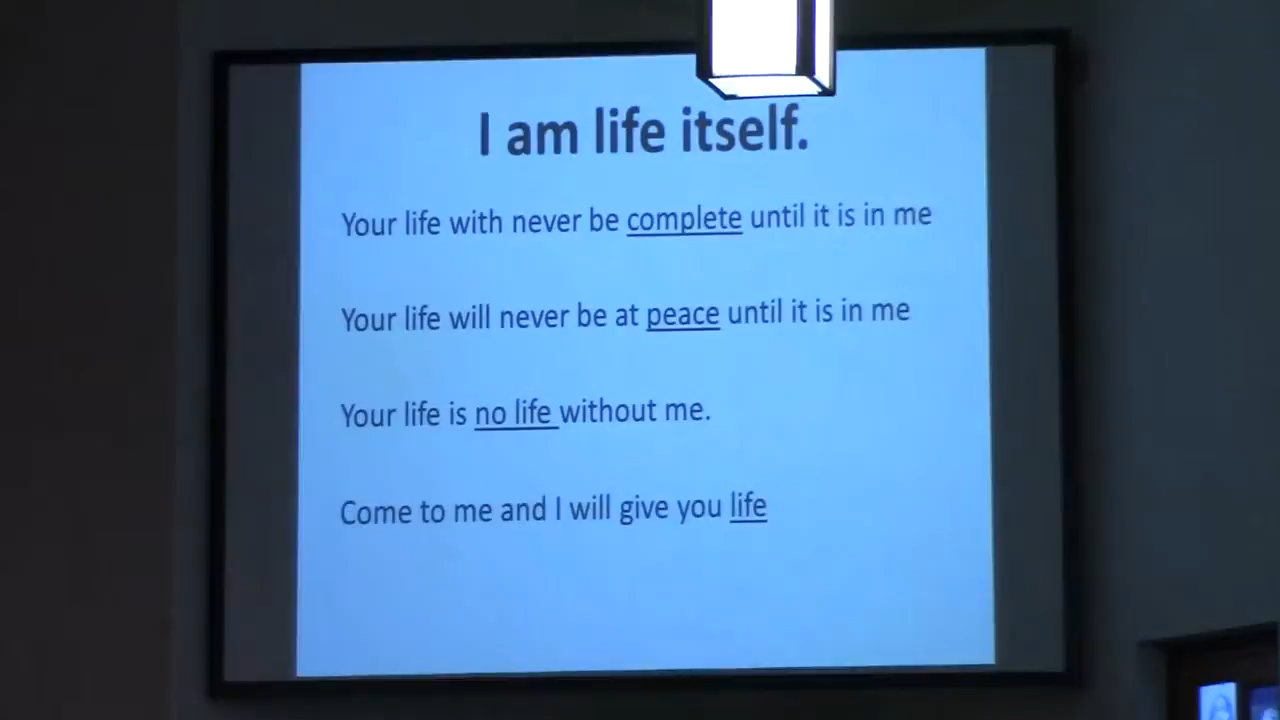 I am life itself.
Your life with never be complete until it is in me
Your life will never be at peace until it is in me
Your life is no life without me.
Come to me and I will give you life